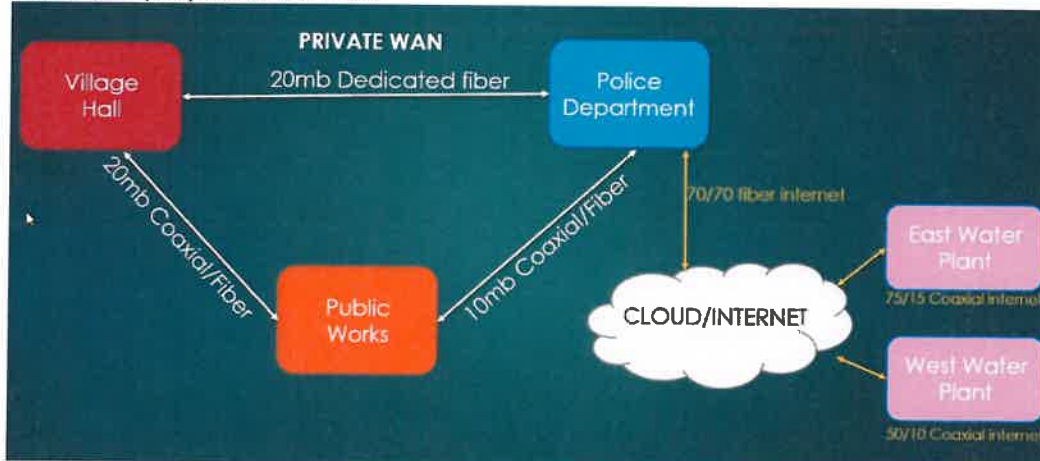 PRIVATE WAN
20mb Dedicated fiber
Village
Hall
Police
Department
20mb Coaxial/Fiber
10mb Coaxial/Fiber
70/70 fiber internet
Public
Works
CLOUD/INTERNET
East Water
Plant
75/15 Coaxial internet
West Water
Plant
50/10 Coaxial internet